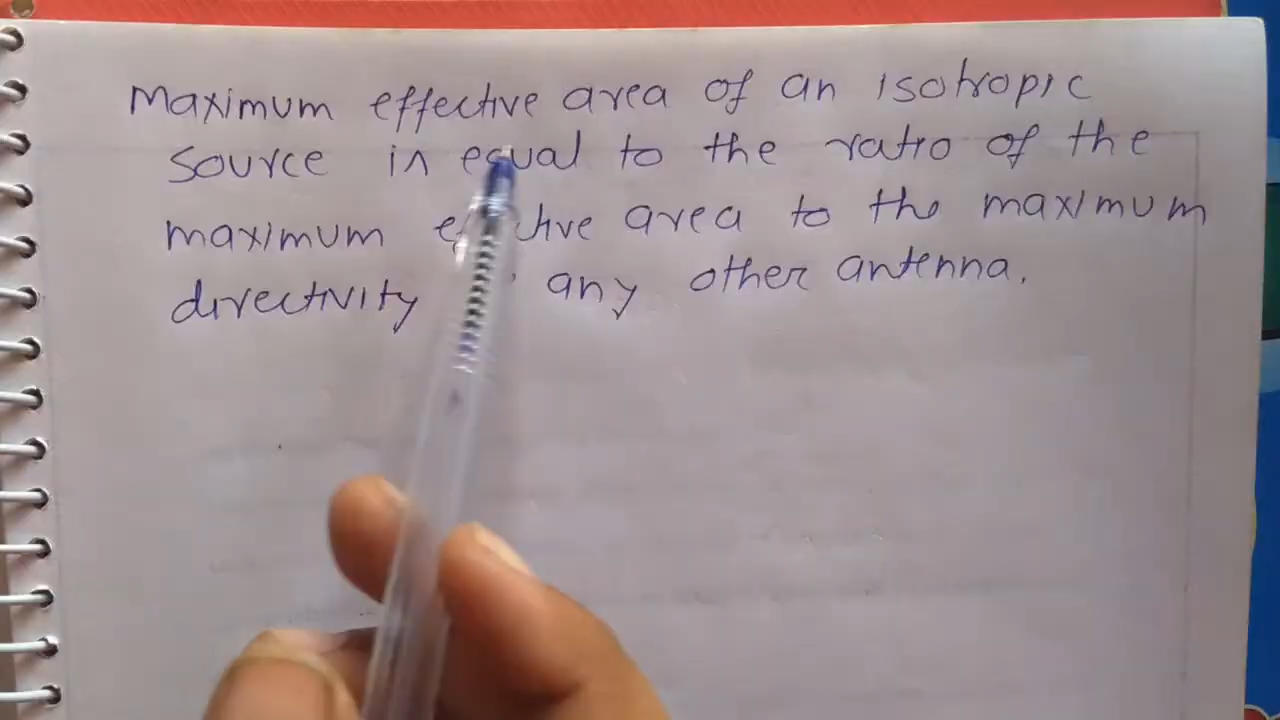 Maximum effective area of an isotropic
source in equal to the ratio of the
maximum effective area to the maximum
directivity any other antenna.